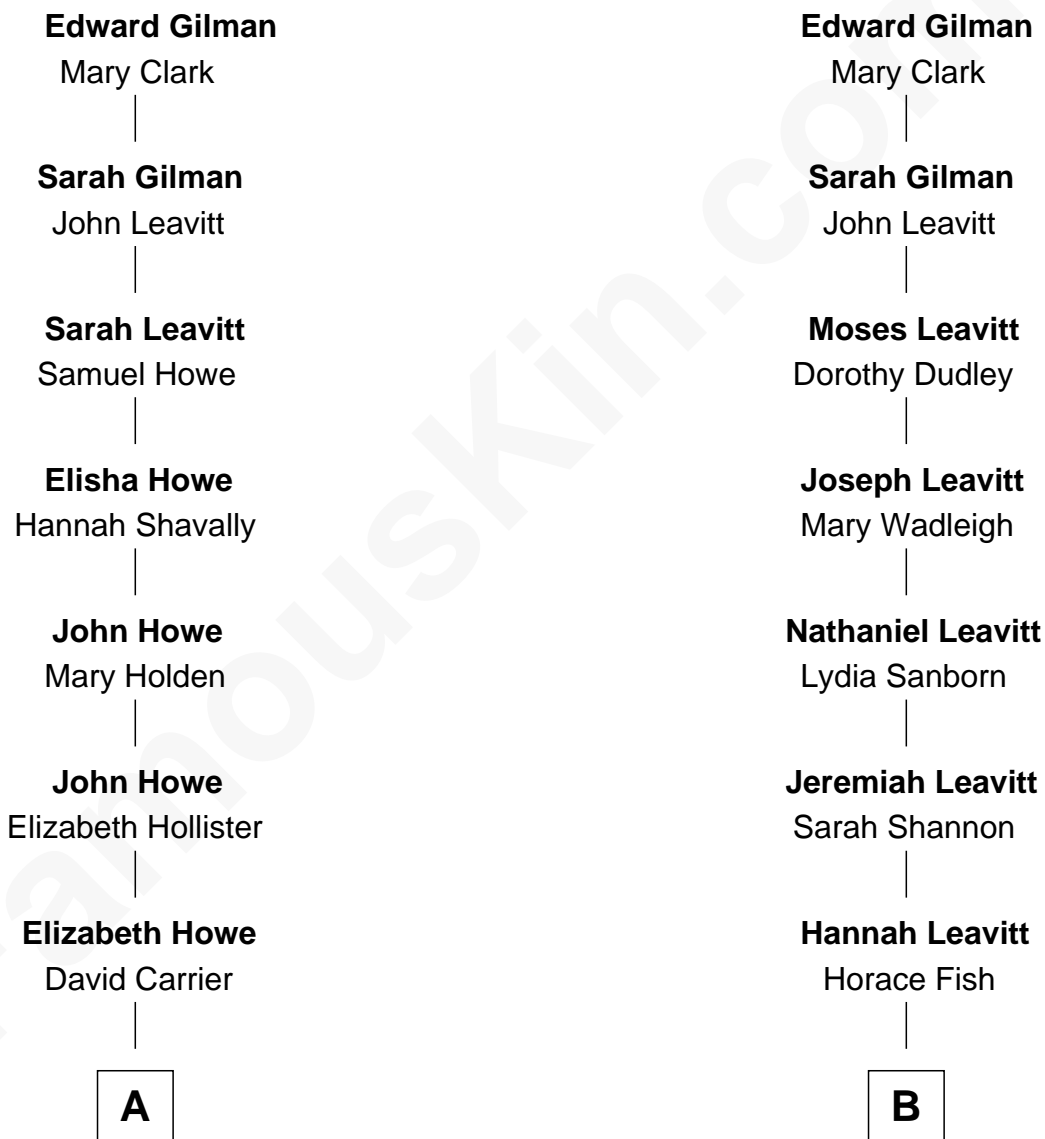 Edward Gilman
Mary Clark
Sarah Gilman
John Leavitt
Sarah Leavitt
Samuel Howe
Elisha Howe
Hannah Shavally
John Howe
Mary Holden
John Howe
Elizabeth Hollister
Elizabeth Howe
David Carrier
A
Edward Gilman
Mary Clark
Sarah Gilman
John Leavitt
Moses Leavitt
Dorothy Dudley
Joseph Leavitt
Mary Wadleigh
Nathaniel Leavitt
Lydia Sanborn
Jeremiah Leavitt
Sarah Shannon
Hannah Leavitt
Horace Fish
B
famouskin.com